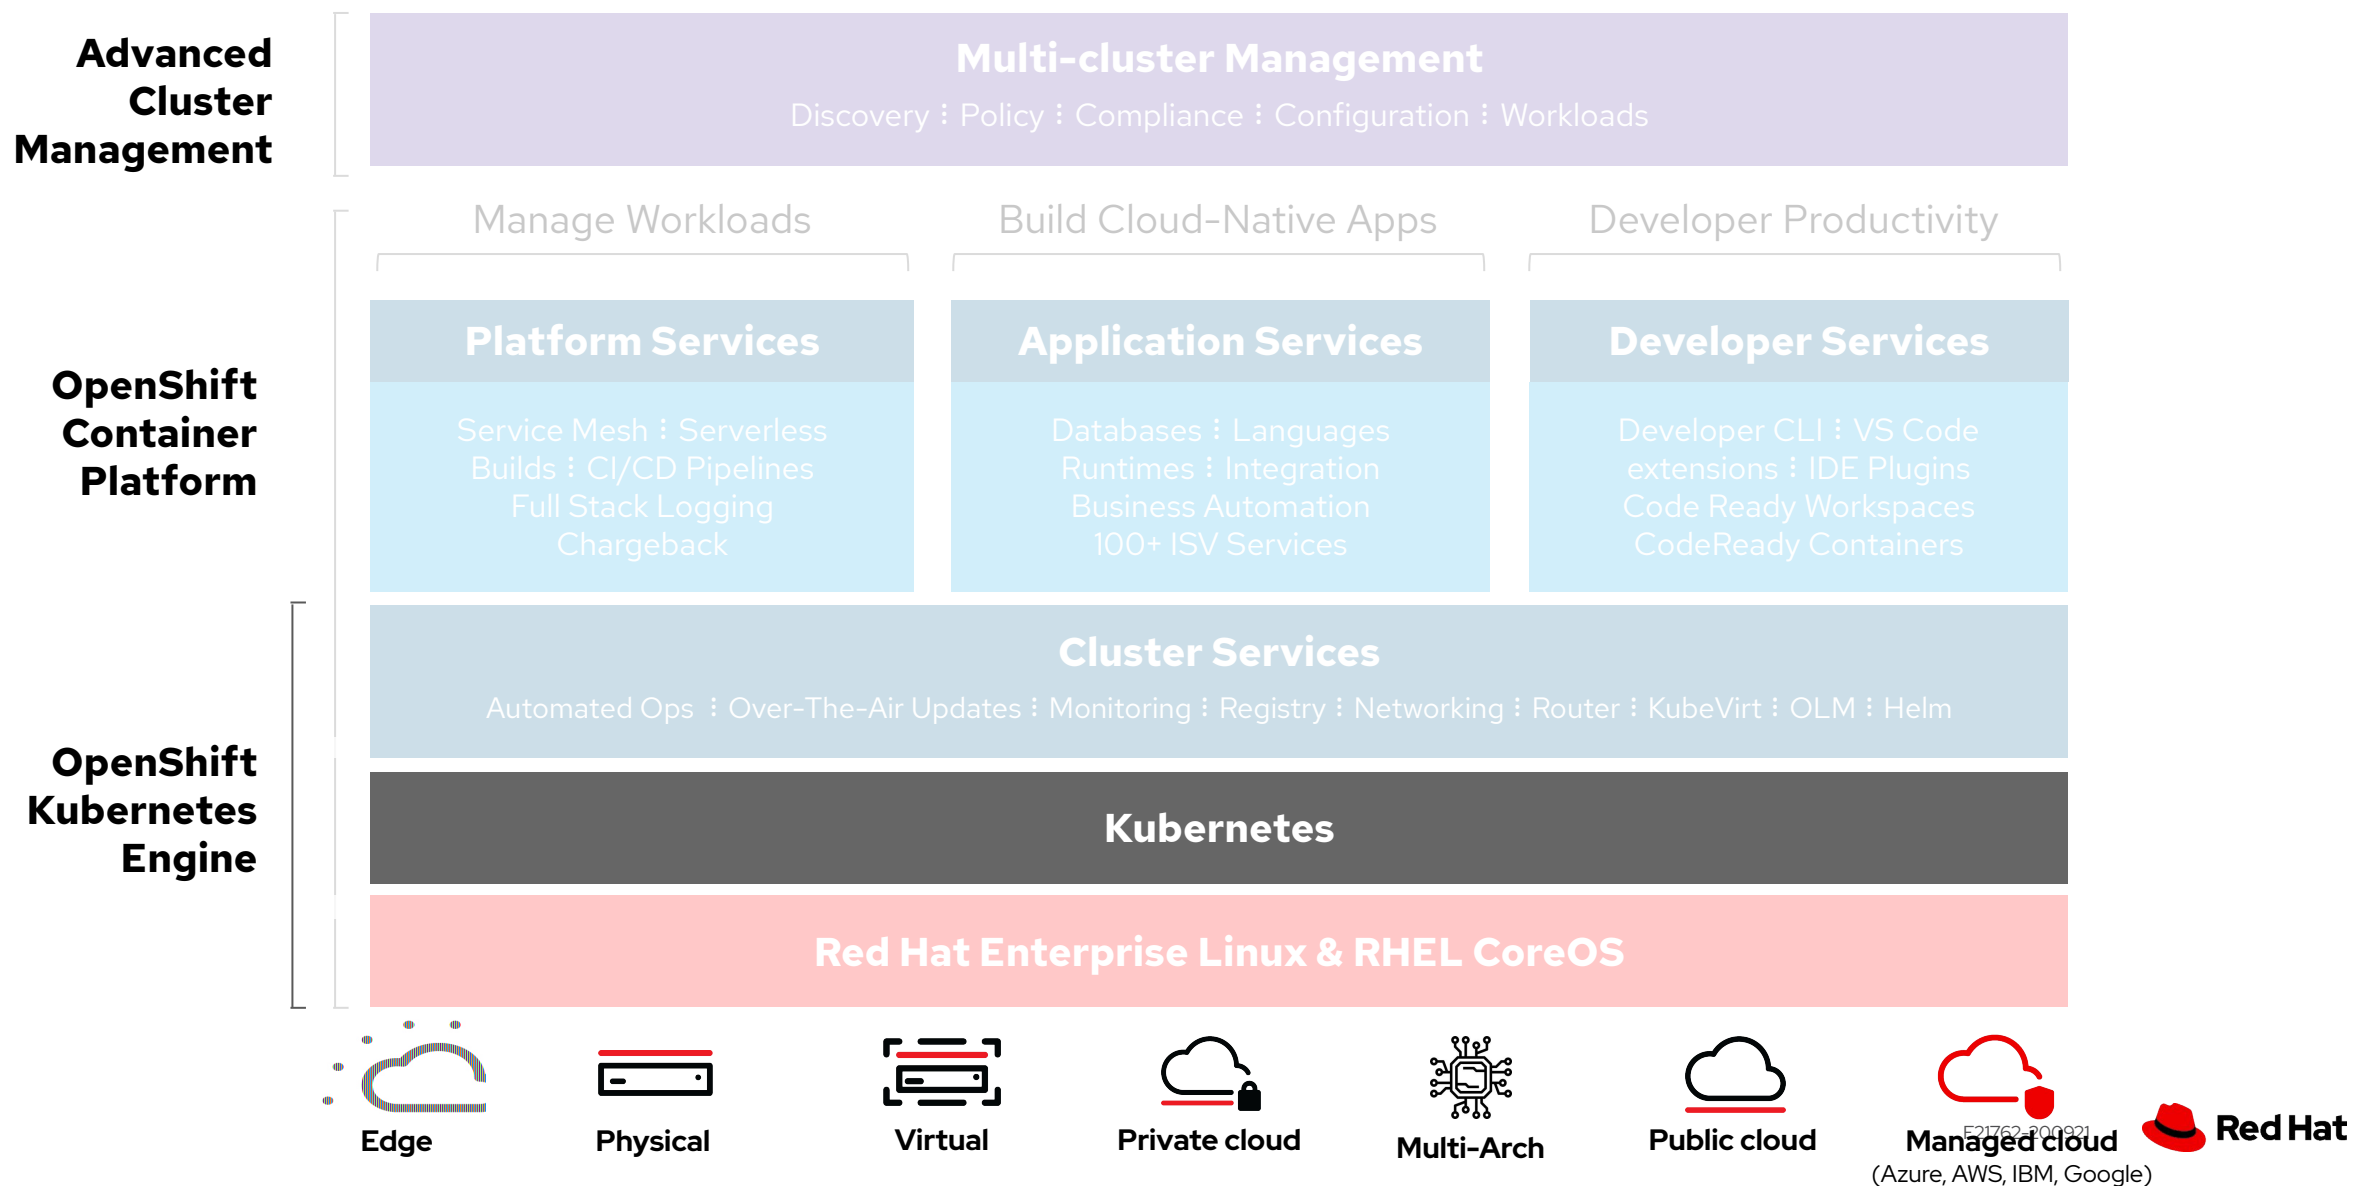 Advanced
Cluster
Management
Multi-cluster Management
Discovery ⋮ Policy ⋮ Compliance ⋮ Configuration ⋮ Workloads
Manage Workloads
Build Cloud-Native Apps
Developer Productivity
OpenShift
Container
Platform
Platform Services
Service Mesh ⋮ Serverless
Builds ⋮ CI/CD Pipelines
Full Stack Logging
Chargeback
Application Services
Databases ⋮ Languages
Runtimes ⋮ Integration
Business Automation
100+ ISV Services
Developer Services
Developer CLI ⋮ VS Code
extensions ⋮ IDE Plugins
Code Ready Workspaces
CodeReady Containers
OpenShift
Kubernetes
Engine
Cluster Services
Automated Ops ⋮ Over-The-Air Updates ⋮ Monitoring ⋮ Registry ⋮ Networking ⋮ Router ⋮ KubeVirt ⋮ OLM ⋮ Helm
Kubernetes
Red Hat Enterprise Linux & RHEL CoreOS
Edge
Physical
Virtual
Private cloud
Multi-Arch
Public cloud
Managed cloud
(Azure, AWS, IBM, Google)
F21762-200921
Red Hat